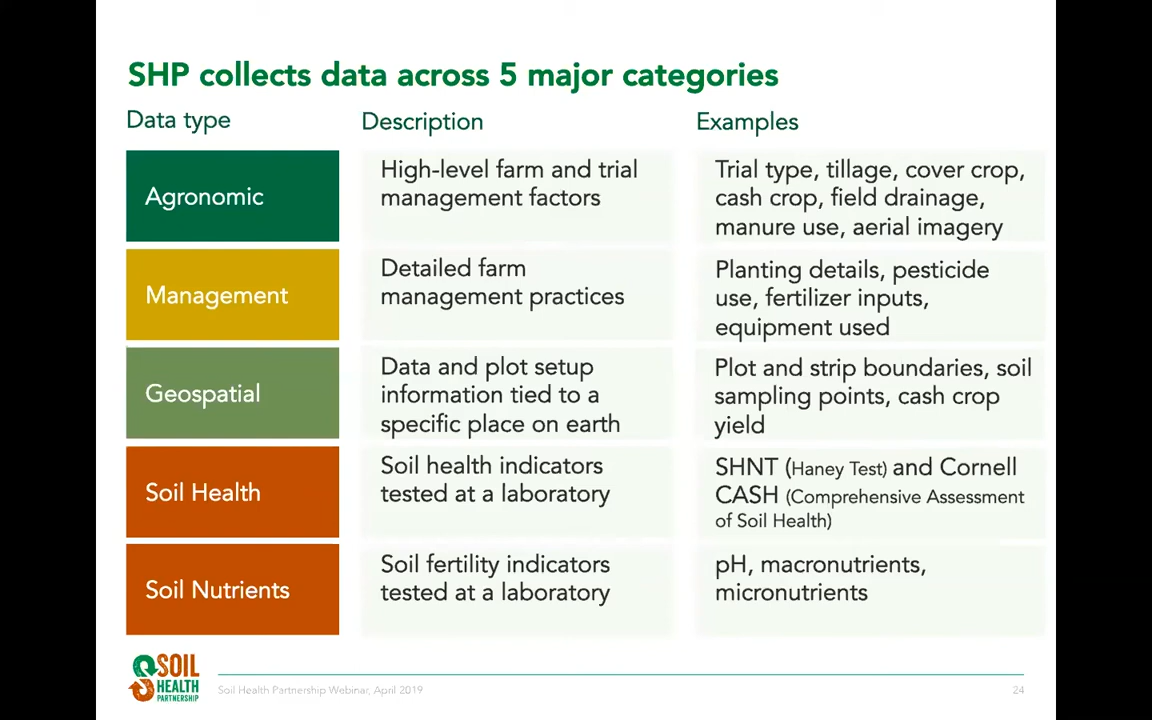 SHP collects data across 5 major categories
Data type
Description
Examples
Agronomic
High-level farm and trial
management factors
Trial type, tillage, cover crop,
cash crop, field drainage,
manure use, aerial imagery
Management
Detailed farm
management practices
Planting details, pesticide
use, fertilizer inputs,
equipment used
Geospatial
Data and plot setup
information tied to a
specific place on earth
Plot and strip boundaries, soil
sampling points, cash crop
yield
Soil Health
Soil health indicators
tested at a laboratory
SHNT (Haney Test) and Cornell
CASH (Comprehensive Assessment
of Soil Health)
Soil Nutrients
Soil fertility indicators
tested at a laboratory
pH, macronutrients,
micronutrients
SOIL
HEALTH
PARTNERSHIP
Soil Health Partnership Webinar, April 2019
24